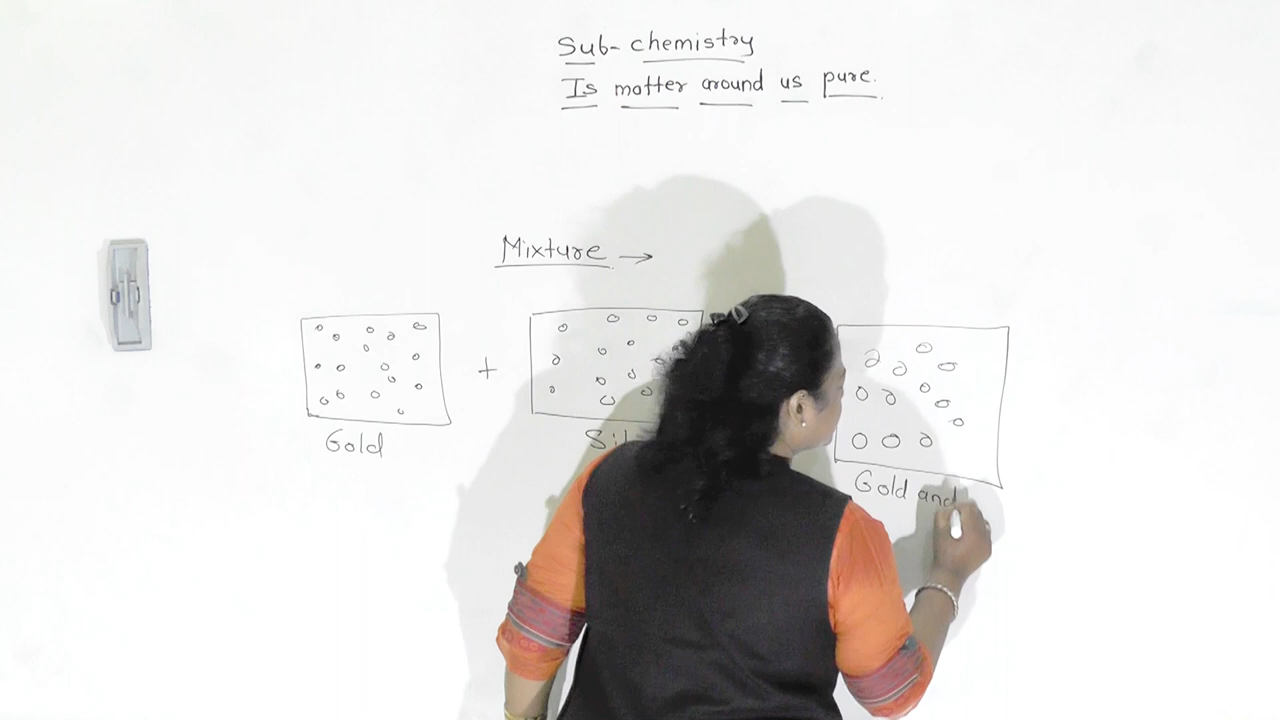 Sub- chemistry
Is matter around us pure.
Mixture →
+
Gold
Gold and